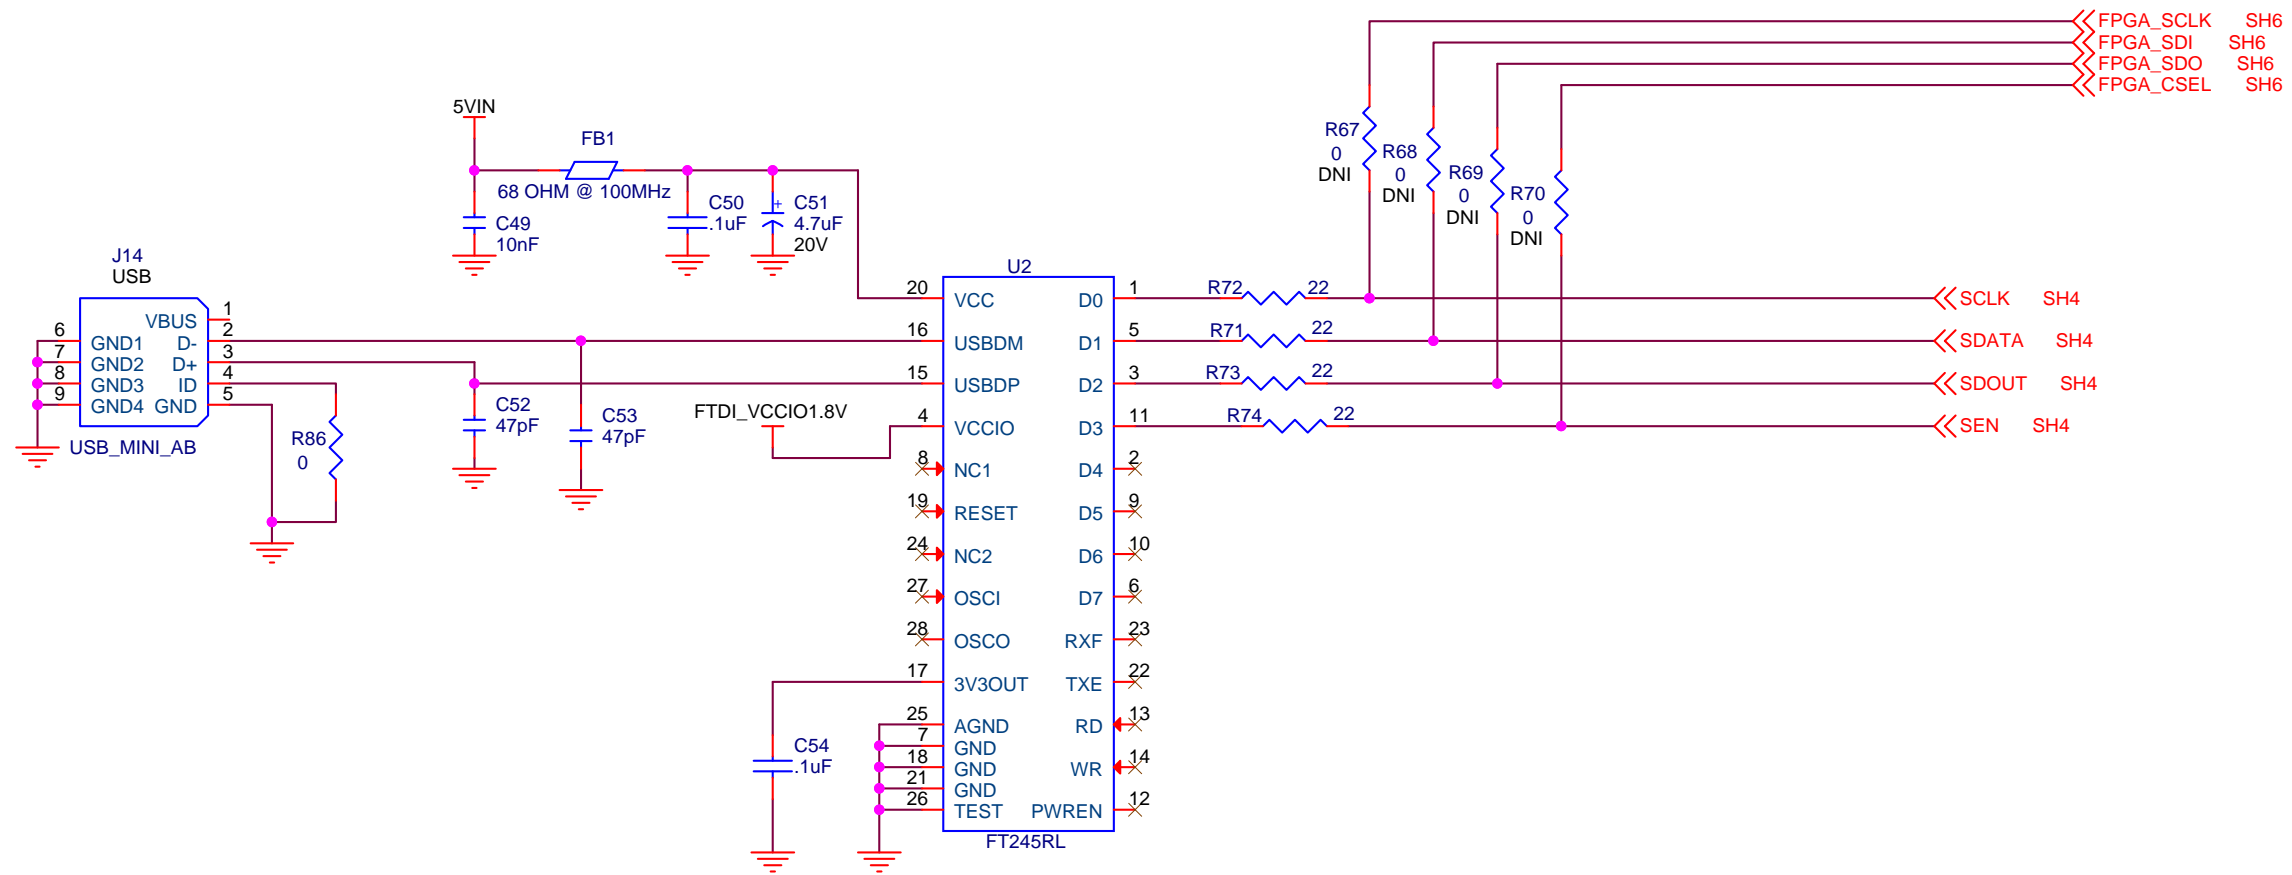 FPGA_SCLK SH6
FPGA_SDI SH6
FPGA_SDO SH6
FPGA_CSEL SH6
5VIN
FB1
68 OHM @ 100MHz
C49
10nF
C50
.1uF
C51
4.7uF
20V
+
R67
0
DNI
R68
0
DNI
R69
0
DNI
R70
0
DNI
J14
USB
VBUS 1
6 GND1 D- 2
7 GND2 D+ 3
8 GND3 ID 4
9 GND4 GND 5
USB_MINI_AB
R86
0
C52
47pF
C53
47pF
FTDI_VCCIO1.8V
C54
.1uF
U2
20 VCC D0 1
16 USBDM D1 5
15 USBDP D2 3
4 VCCIO D3 11
8 NC1 D4 2
19 RESET D5 9
24 NC2 D6 10
27 OSCI D7 6
28 OSCO RXF 23
17 3V3OUT TXE 22
25 AGND RD 13
7 GND
18 GND WR 14
21 GND
26 TEST PWREN 12
FT245RL
R72 22
R71 22
R73 22
R74 22
SCLK SH4
SDATA SH4
SDOUT SH4
SEN SH4